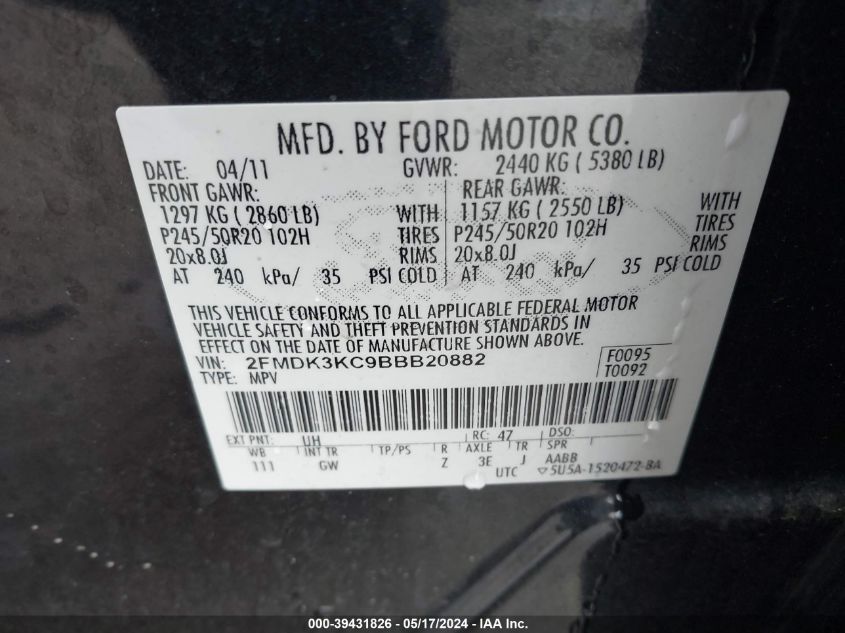 MFD. BY FORD MOTOR CO.
DATE: 04/11 GVWR: 2440 KG ( 5380 LB)
FRONT GAWR: REAR GAWR:
1297 KG ( 2860 LB) WITH 1157 KG ( 2550 LB) WITH
P245/50R20 102H TIRES P245/50R20 102H TIRES
20x8.0J RIMS 20x8.0J RIMS
AT 240 kPa/ 35 PSI COLD AT 240 kPa/ 35 PSI COLD
THIS VEHICLE CONFORMS TO ALL APPLICABLE FEDERAL MOTOR
VEHICLE SAFETY AND THEFT PREVENTION STANDARDS IN
EFFECT ON THE DATE OF MANUFACTURE SHOWN ABOVE.
VIN: 2FMDK3KC9BBB20882 F0095
TYPE: MPV T0092
EXT PNT: UH RC: 47 DSO:
WB INT TR TP/PS R AXLE TR SPR
111 GW Z 3E J AABB
UTC ▽5U5A-1520472-BA
000-39431826 - 05/17/2024 - IAA Inc.